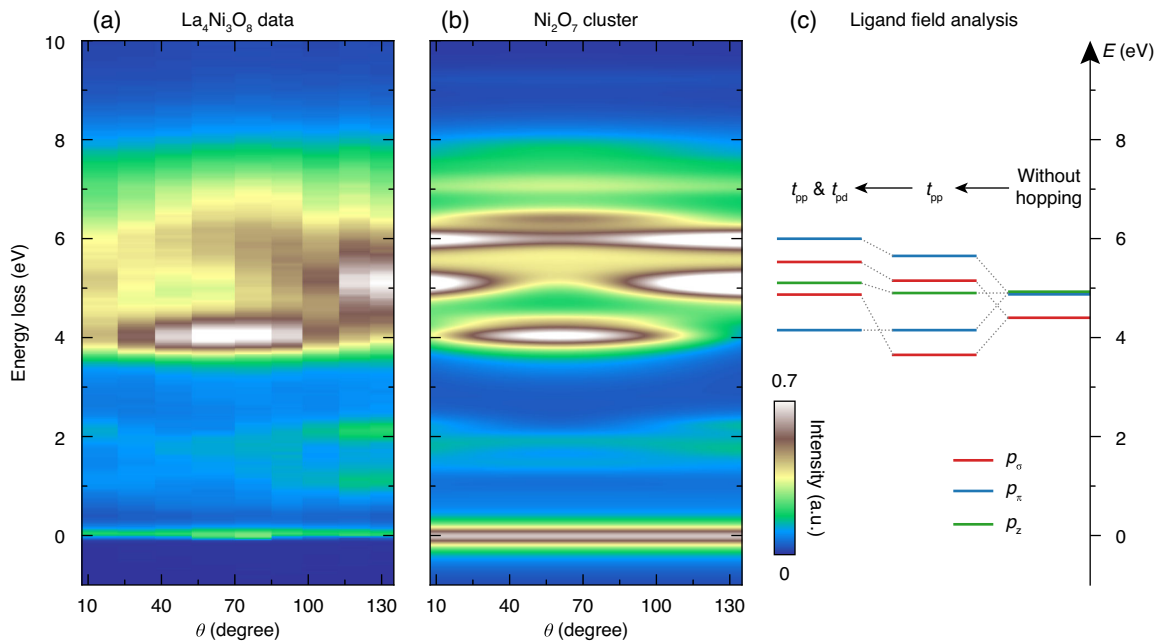 (a) La₄Ni₃O₈ data
10
8
6
4
2
0
Energy loss (eV)
10 40 70 100 130
θ (degree)
(b) Ni₂O₇ cluster
10 40 70 100 130
θ (degree)
0.7
0
Intensity (a.u.)
(c) Ligand field analysis
E (eV)
8
6
4
2
0
tpp & tpd
tpp
Without
hopping
pσ
pπ
pz